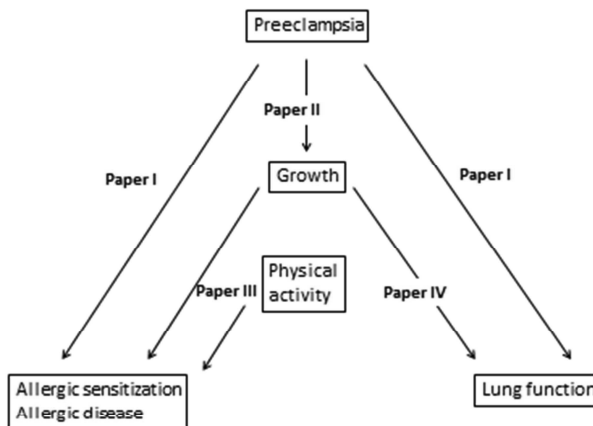 Preeclampsia
Paper II
Paper I
Paper I
Growth
Physical
activity
Paper III
Paper IV
Allergic sensitization
Allergic disease
Lung function